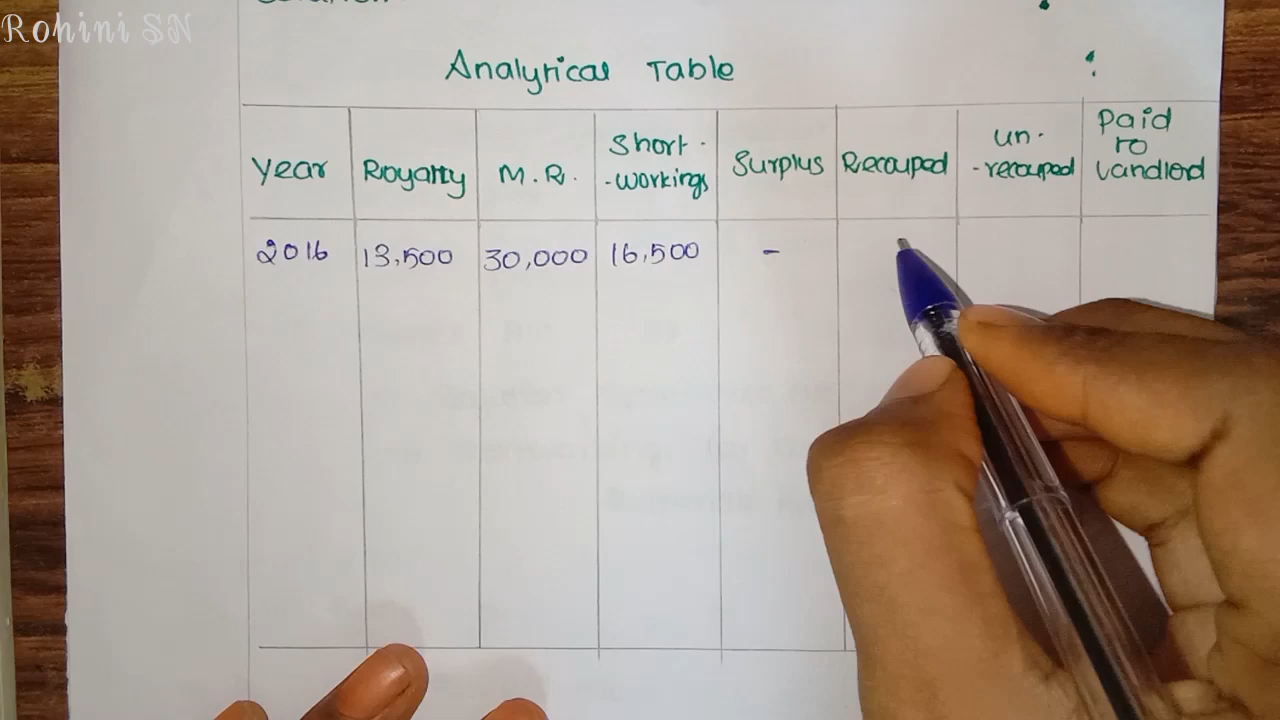 Rohini SN
Analytical Table
Year Royalty M.R. Short- -workings Surplus Recouped un- -recouped Paid to Landlord
2016 13,500 30,000 16,500 -